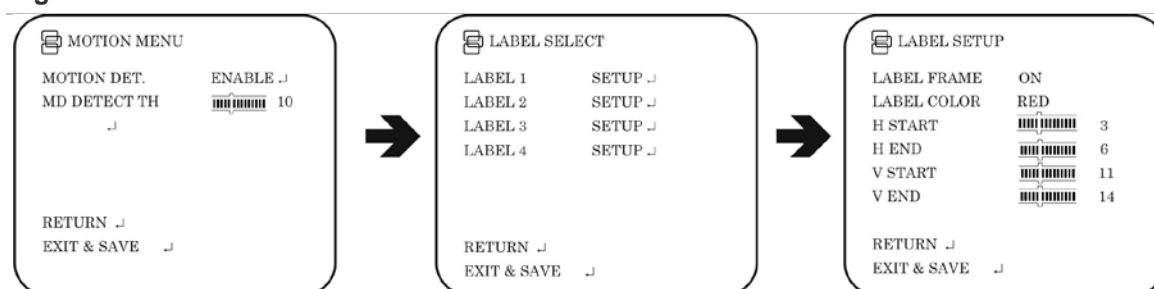 MOTION MENU
MOTION DET. ENABLE ↵
MD DETECT TH 10
↵
RETURN ↵
EXIT & SAVE ↵
LABEL SELECT
LABEL 1 SETUP ↵
LABEL 2 SETUP ↵
LABEL 3 SETUP ↵
LABEL 4 SETUP ↵
RETURN ↵
EXIT & SAVE ↵
LABEL SETUP
LABEL FRAME ON
LABEL COLOR RED
H START 3
H END 6
V START 11
V END 14
RETURN ↵
EXIT & SAVE ↵